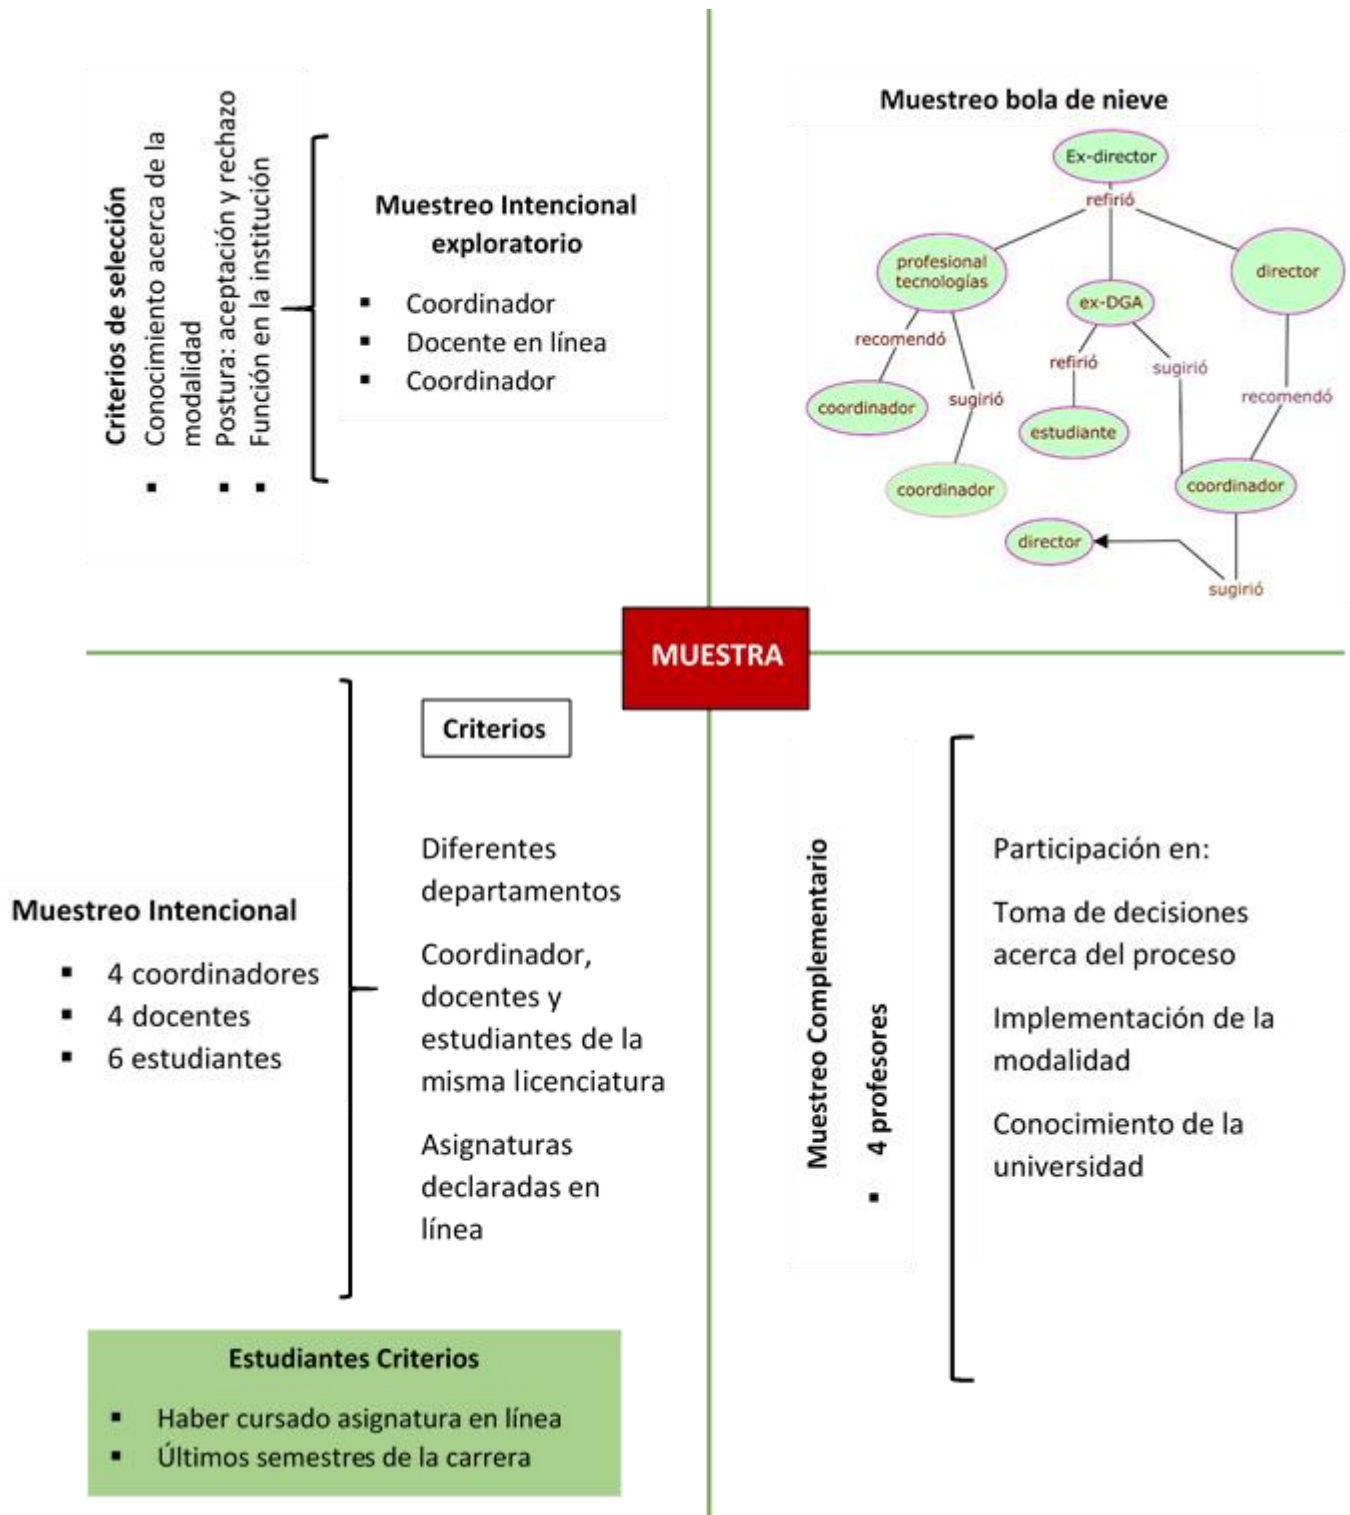 Criterios de selección
▪ Conocimiento acerca de la
modalidad
▪ Postura: aceptación y rechazo
▪ Función en la institución
Muestreo Intencional
exploratorio
▪ Coordinador
▪ Docente en línea
▪ Coordinador
Muestreo bola de nieve
Ex-director
refirió
profesional
tecnologías
ex-DGA
director
recomendó
sugirió
refirió
sugirió
recomendó
coordinador
estudiante
coordinador
coordinador
director
sugirió
MUESTRA
Muestreo Intencional
▪ 4 coordinadores
▪ 4 docentes
▪ 6 estudiantes
Criterios
Diferentes
departamentos
Coordinador,
docentes y
estudiantes de la
misma licenciatura
Asignaturas
declaradas en
línea
Estudiantes Criterios
▪ Haber cursado asignatura en línea
▪ Últimos semestres de la carrera
Muestreo Complementario
▪ 4 profesores
Participación en:
Toma de decisiones
acerca del proceso
Implementación de la
modalidad
Conocimiento de la
universidad